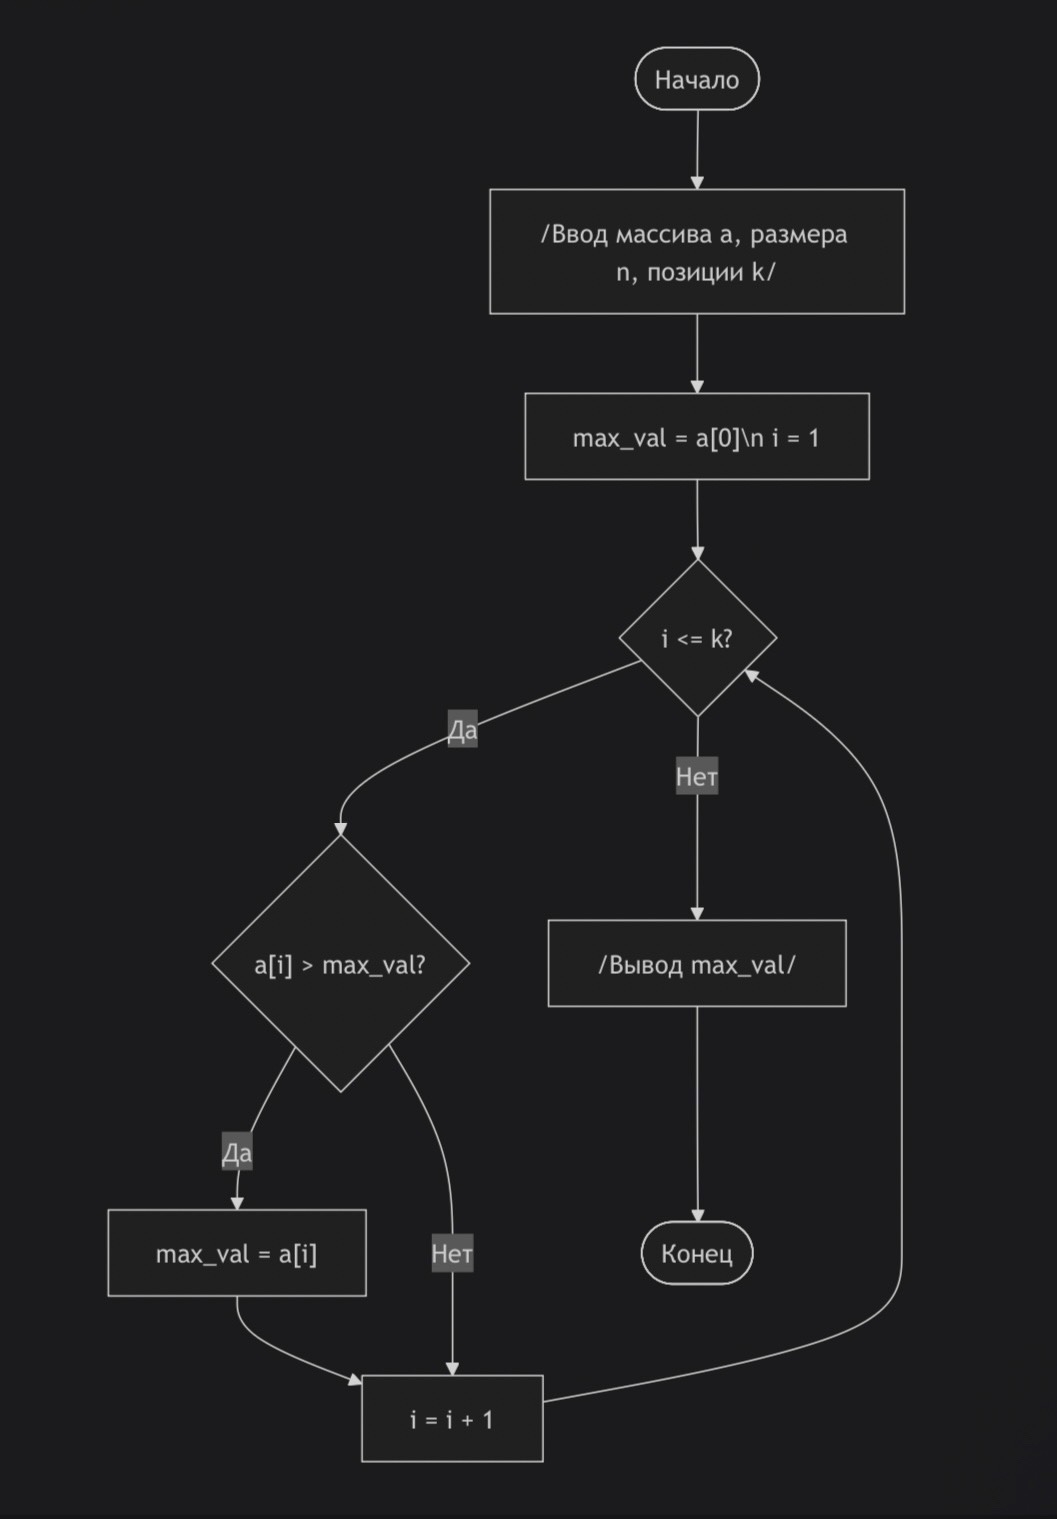 Начало
/Ввод массива a, размера
n, позиции k/
max_val = a[0]\n i = 1
i <= k?
Да
Нет
a[i] > max_val?
/Вывод max_val/
Да
max_val = a[i]
Нет
Конец
i = i + 1